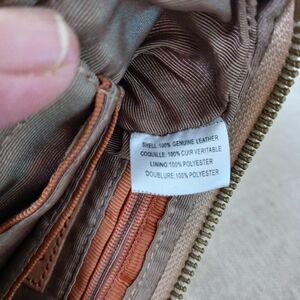 SHELL:100% GENUINE LEATHER
COQUILLE:100% CUIR VERITABLE
LINING:100% POLYESTER
DOUBLURE:100% POLYESTER